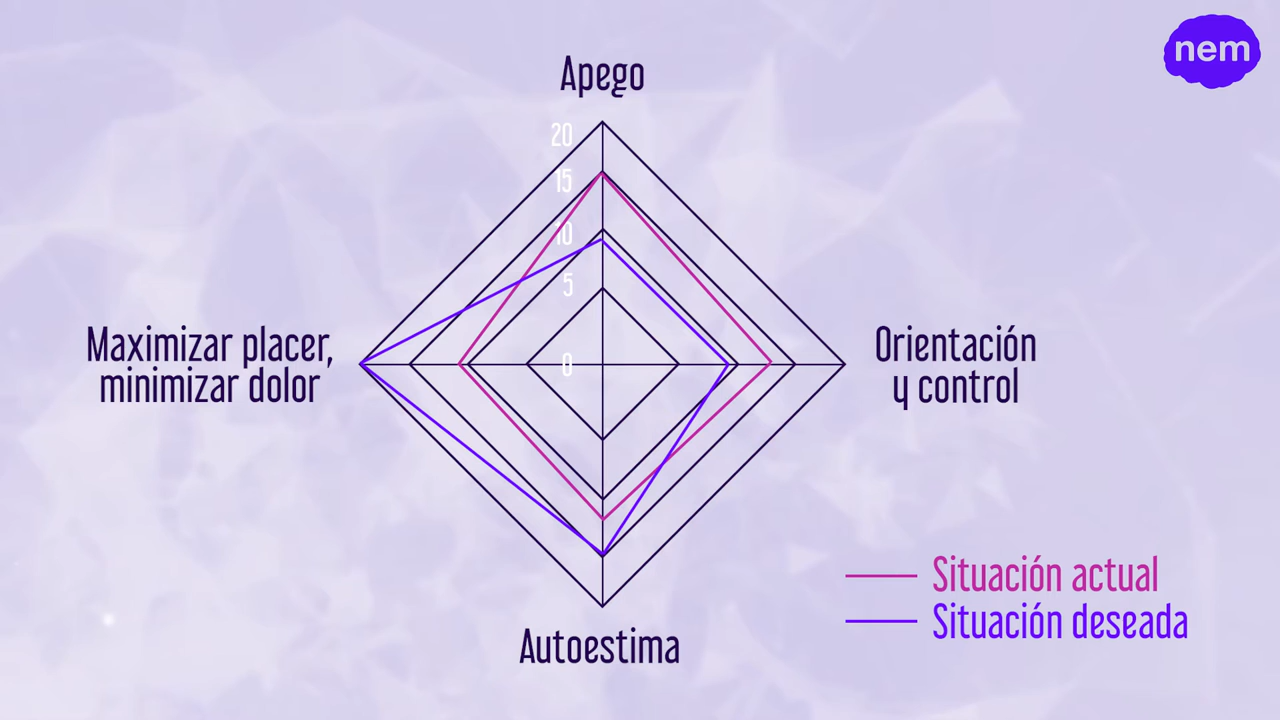 nem
Apego
20
15
10
5
0
Maximizar placer,
minimizar dolor
Orientación
y control
Autoestima
Situación actual
Situación deseada